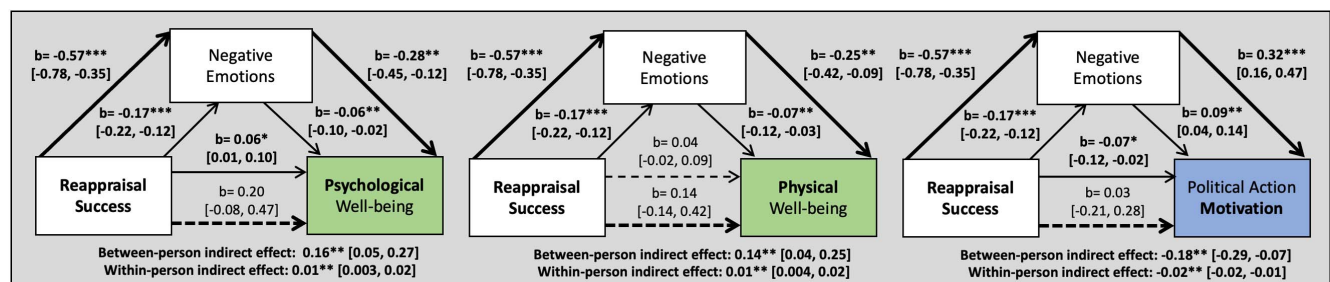 b= -0.57***
[-0.78, -0.35]
Negative
Emotions
b= -0.28**
[-0.45, -0.12]
b= -0.17***
[-0.22, -0.12]
b= -0.06**
[-0.10, -0.02]
b= 0.06*
[0.01, 0.10]
Reappraisal
Success
b= 0.20
[-0.08, 0.47]
Psychological
Well-being
Between-person indirect effect: 0.16** [0.05, 0.27]
Within-person indirect effect: 0.01** [0.003, 0.02]
b= -0.57***
[-0.78, -0.35]
Negative
Emotions
b= -0.25**
[-0.42, -0.09]
b= -0.17***
[-0.22, -0.12]
b= -0.07**
[-0.12, -0.03]
b= 0.04
[-0.02, 0.09]
Reappraisal
Success
b= 0.14
[-0.14, 0.42]
Physical
Well-being
Between-person indirect effect: 0.14** [0.04, 0.25]
Within-person indirect effect: 0.01** [0.004, 0.02]
b= -0.57***
[-0.78, -0.35]
Negative
Emotions
b= 0.32***
[0.16, 0.47]
b= -0.17***
[-0.22, -0.12]
b= 0.09**
[0.04, 0.14]
b= -0.07*
[-0.12, -0.02]
Reappraisal
Success
b= 0.03
[-0.21, 0.28]
Political Action
Motivation
Between-person indirect effect: -0.18** [-0.29, -0.07]
Within-person indirect effect: -0.02** [-0.02, -0.01]